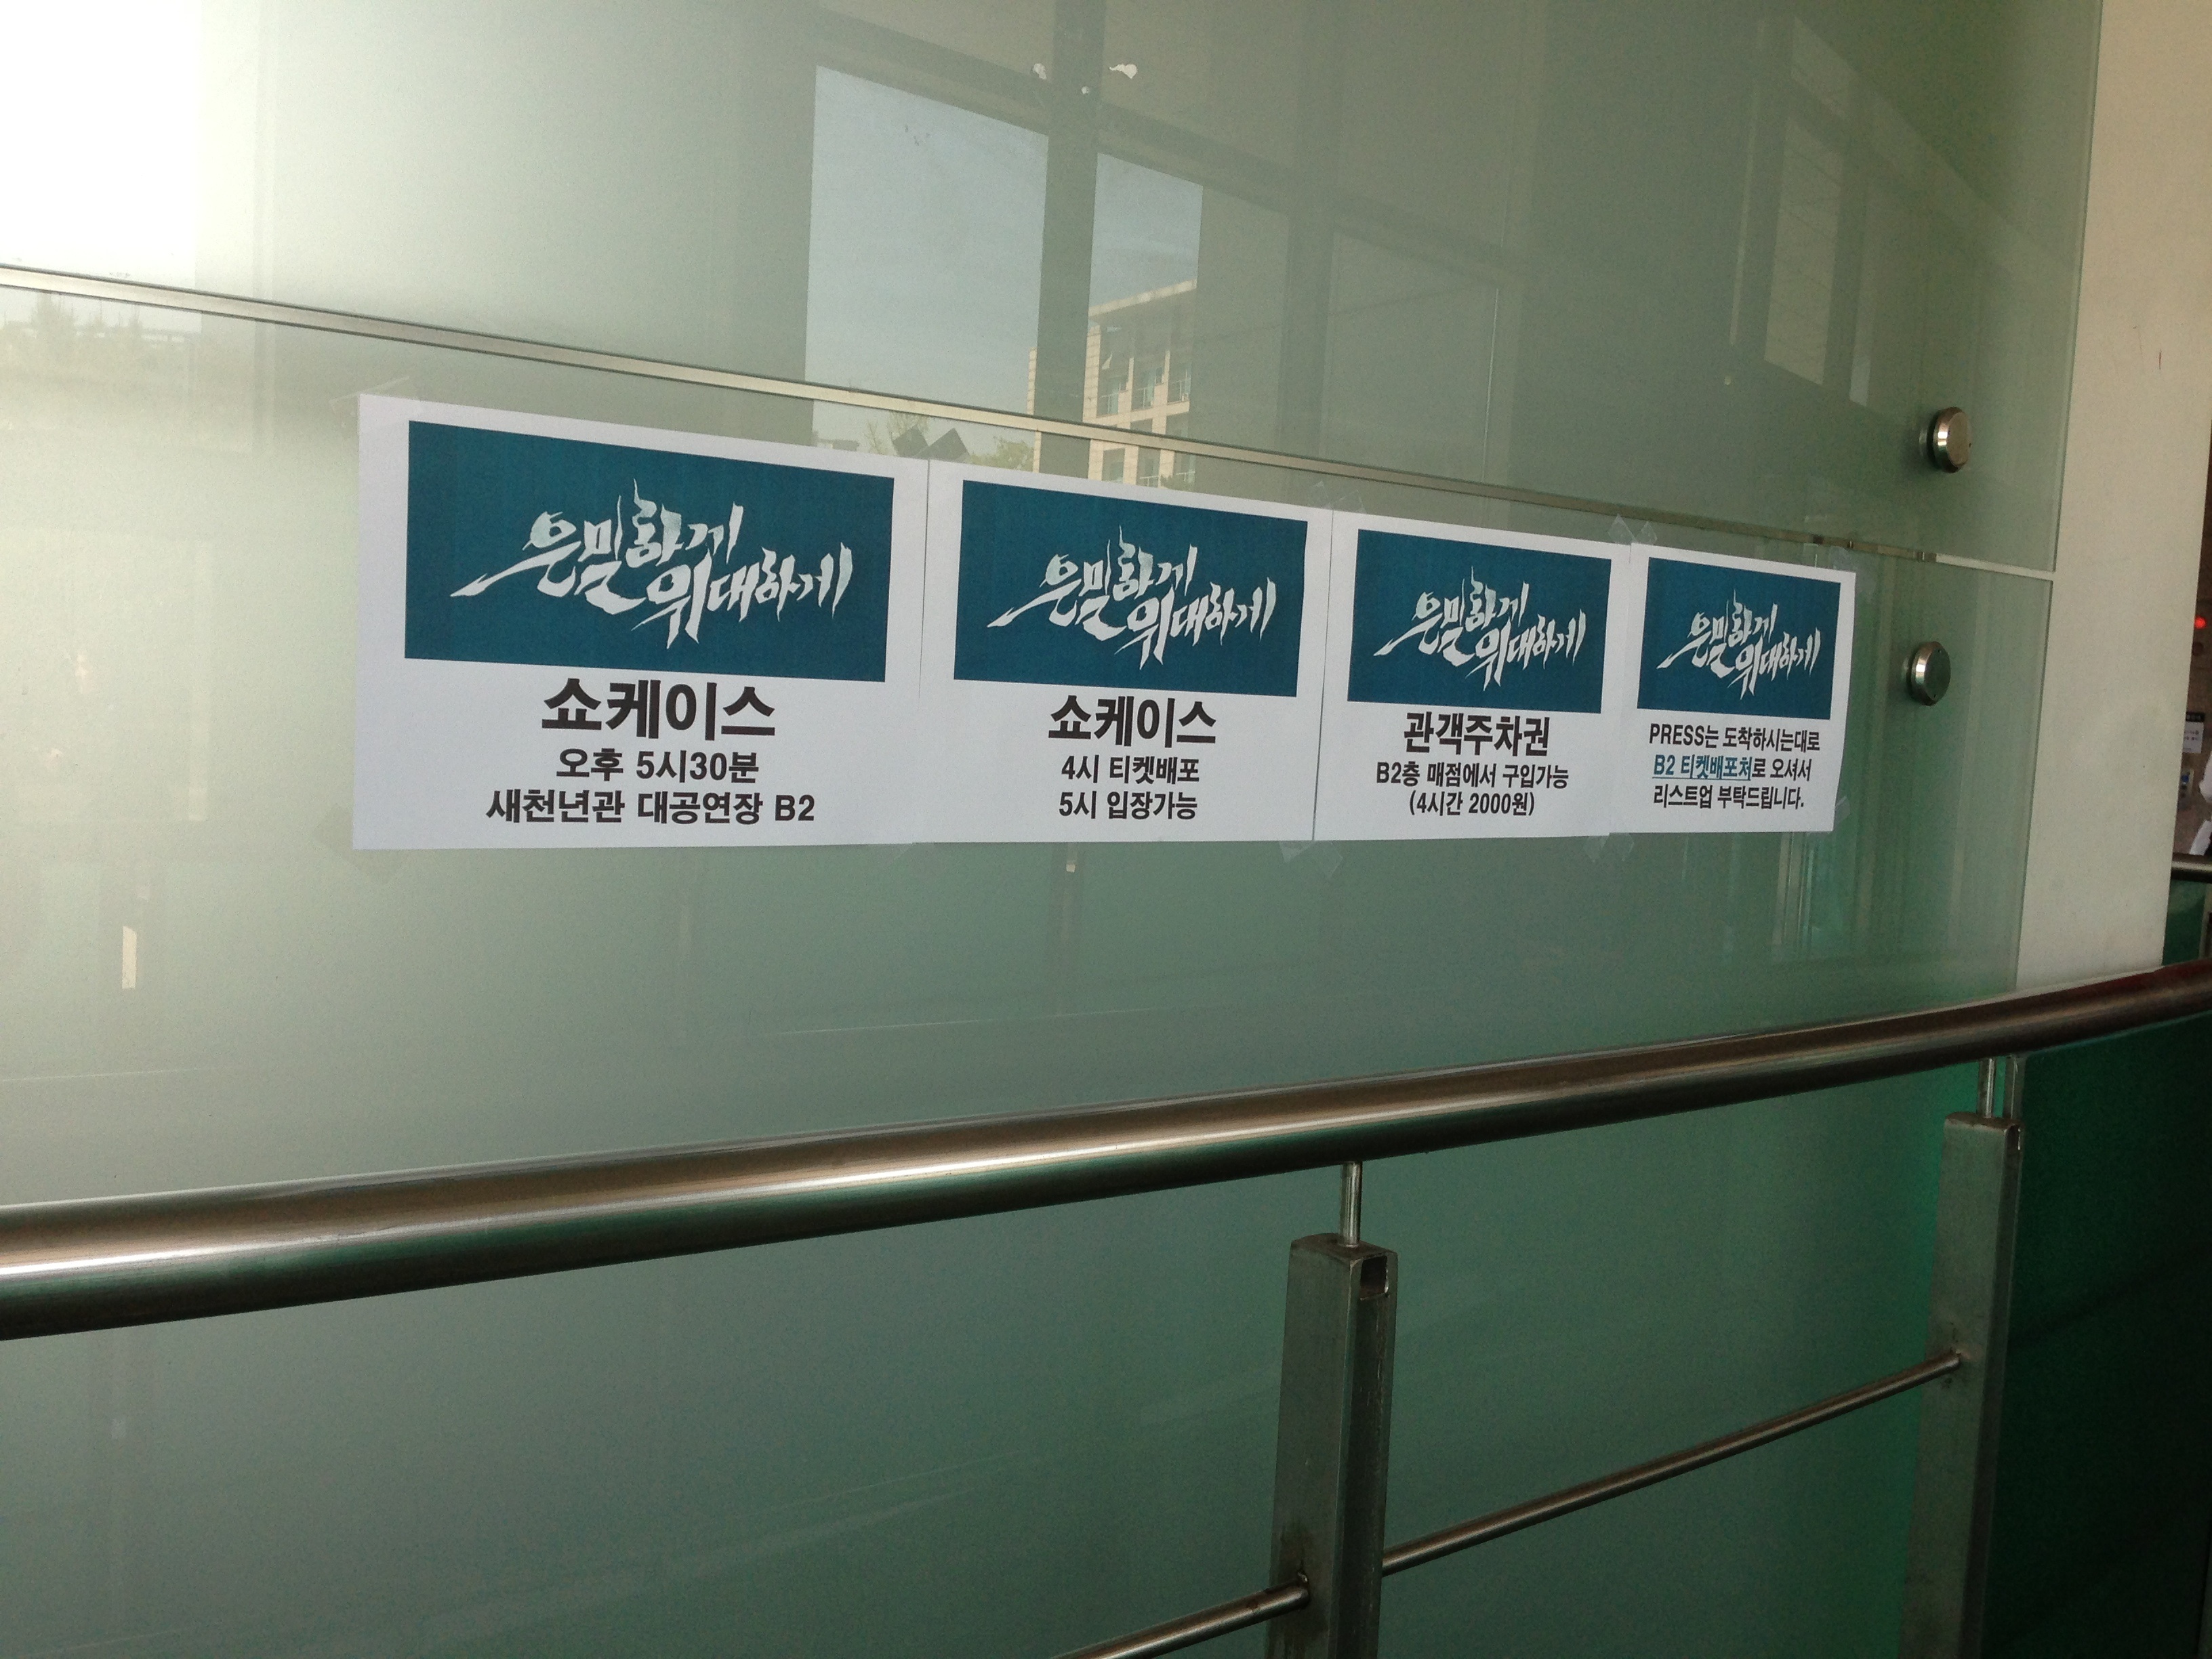 은밀하게
위대하게
쇼케이스
오후 5시30분
새천년관 대공연장 B2
은밀하게
위대하게
쇼케이스
4시 티켓배포
5시 입장가능
은밀하게
위대하게
관객주차권
B2층 매점에서 구입가능
(4시간 2000원)
은밀하게
위대하게
PRESS는 도착하시는대로
B2 티켓배포처로 오셔서
리스트업 부탁드립니다.